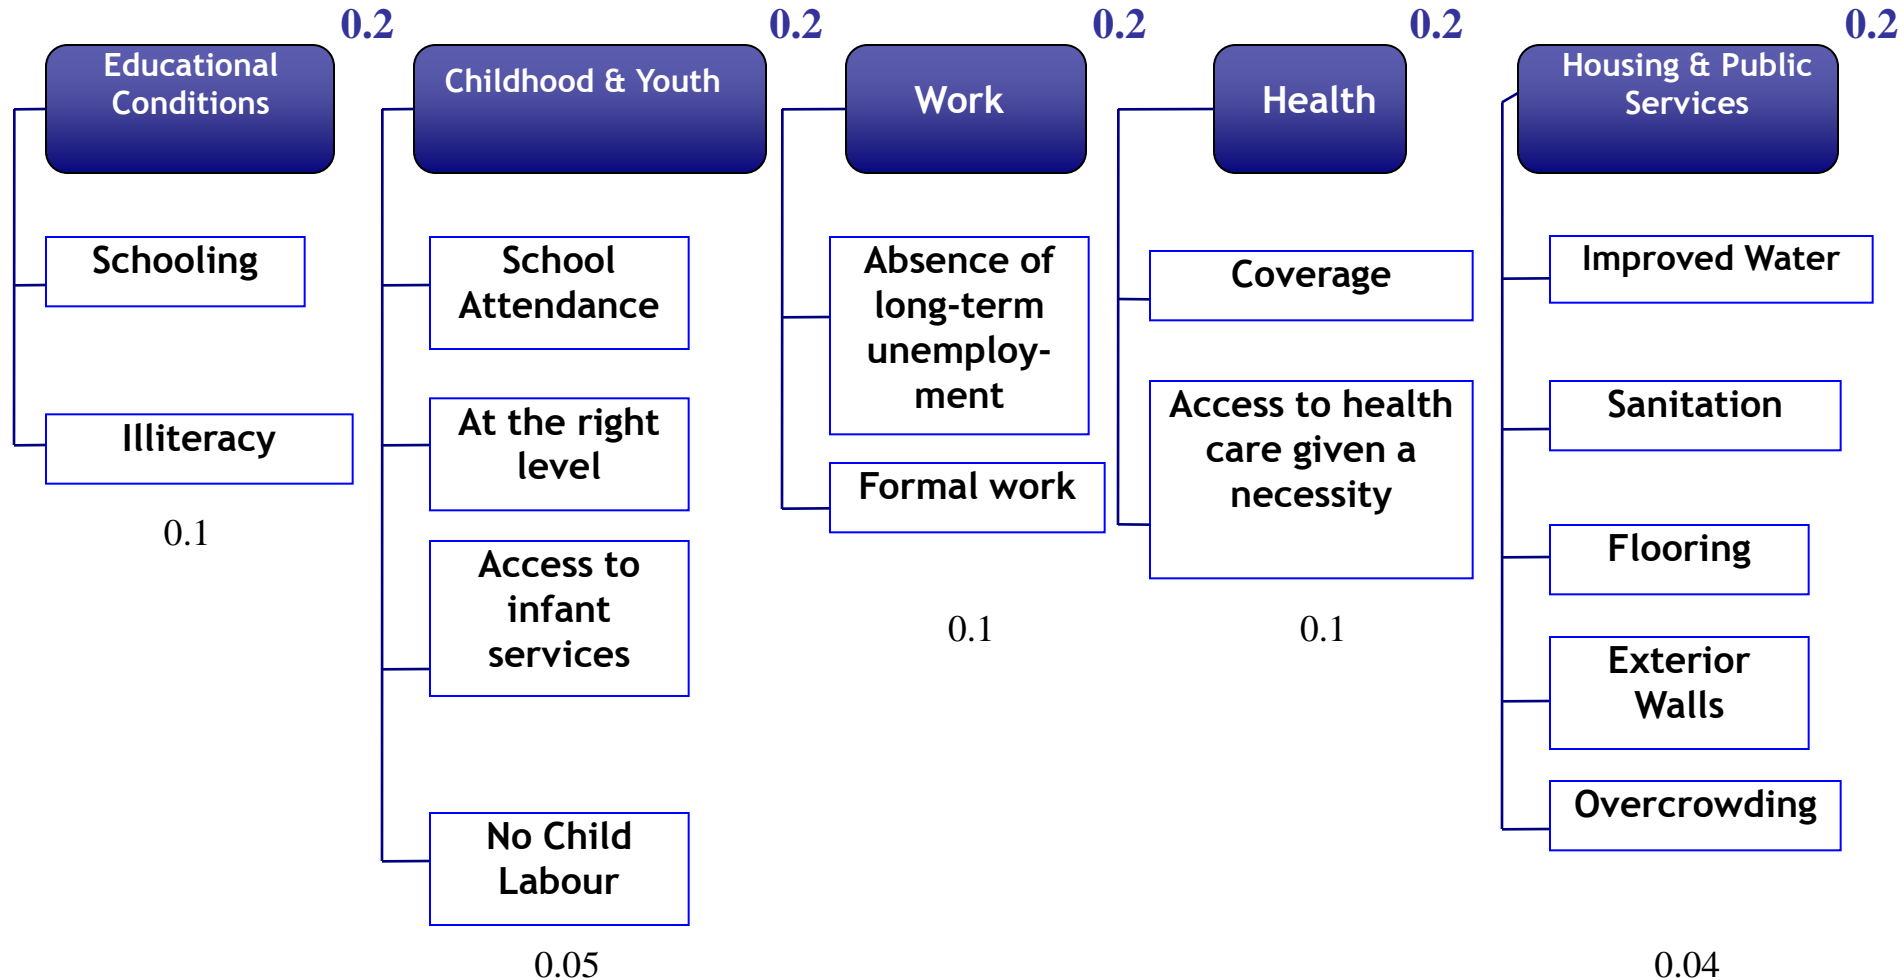 0.2
Educational
Conditions
Schooling
Illiteracy
0.1
0.2
Childhood & Youth
School
Attendance
At the right
level
Access to
infant
services
No Child
Labour
0.05
0.2
Work
Absence of
long-term
unemploy-
ment
Formal work
0.1
0.2
Health
Coverage
Access to health
care given a
necessity
0.1
0.2
Housing & Public
Services
Improved Water
Sanitation
Flooring
Exterior
Walls
Overcrowding
0.04